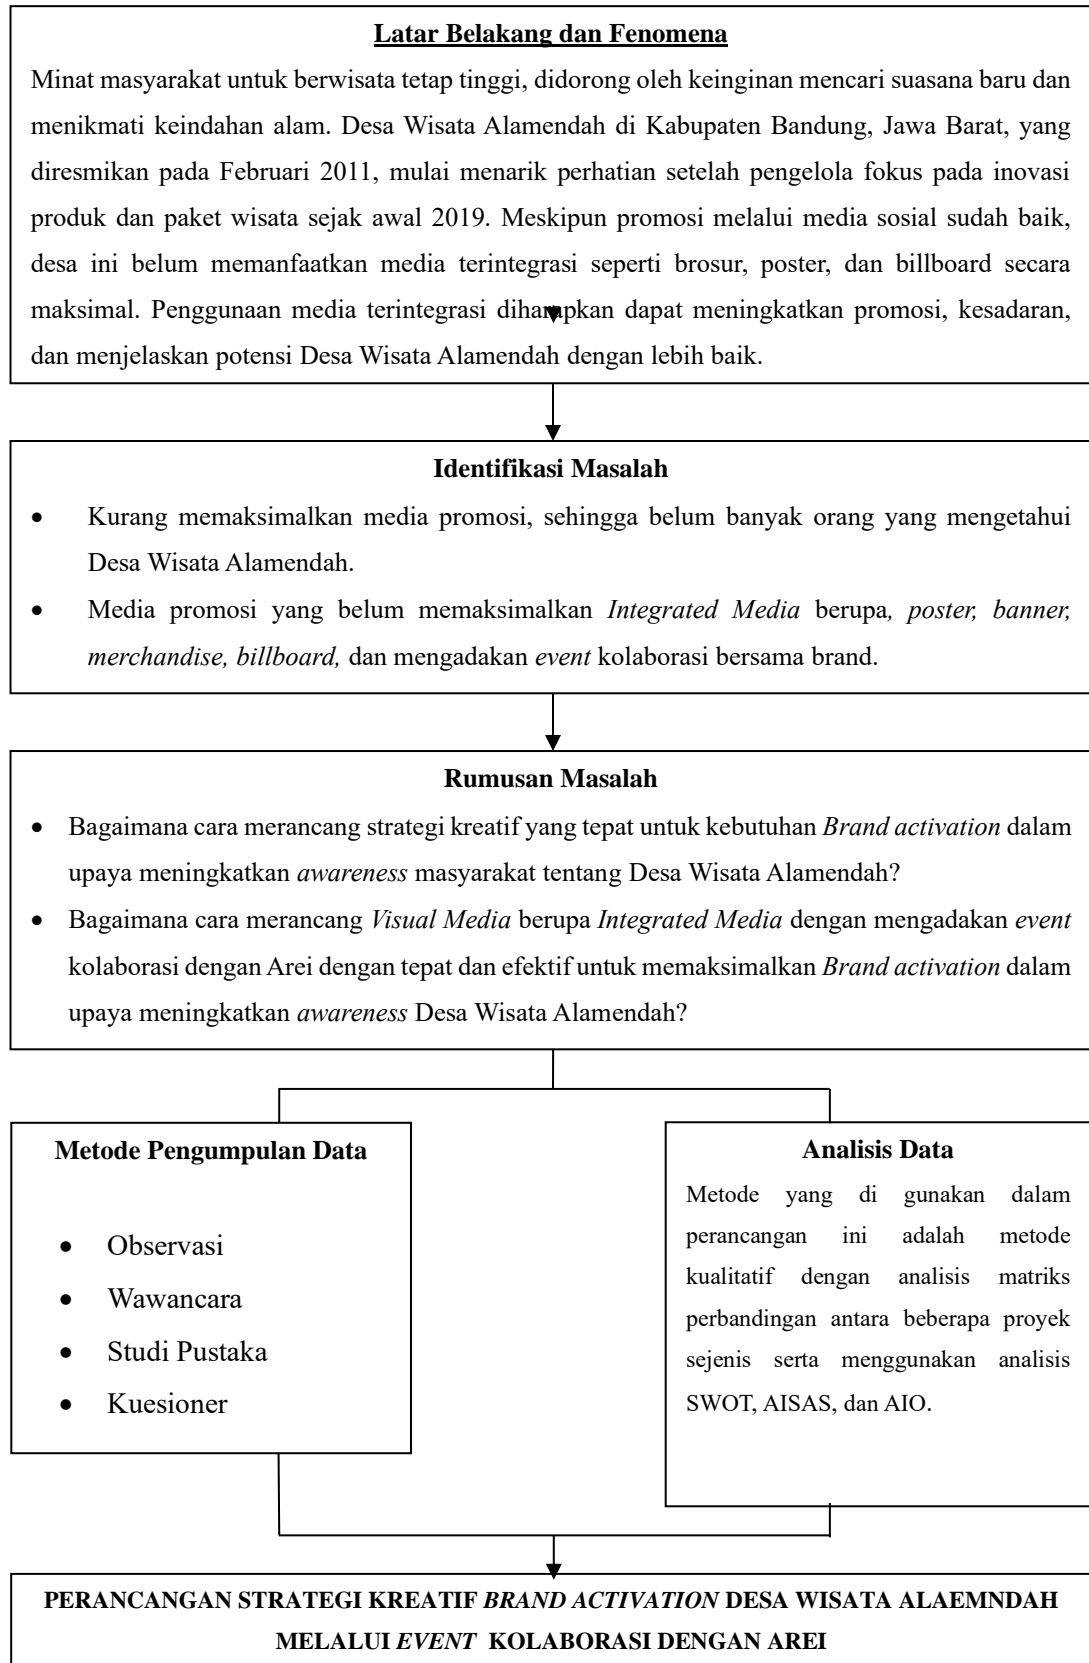 Latar Belakang dan Fenomena
Minat masyarakat untuk berwisata tetap tinggi, didorong oleh keinginan mencari suasana baru dan
menikmati keindahan alam. Desa Wisata Alamendah di Kabupaten Bandung, Jawa Barat, yang
diresmikan pada Februari 2011, mulai menarik perhatian setelah pengelola fokus pada inovasi
produk dan paket wisata sejak awal 2019. Meskipun promosi melalui media sosial sudah baik,
desa ini belum memanfaatkan media terintegrasi seperti brosur, poster, dan billboard secara
maksimal. Penggunaan media terintegrasi diharapkan dapat meningkatkan promosi, kesadaran,
dan menjelaskan potensi Desa Wisata Alamendah dengan lebih baik.
Identifikasi Masalah
• Kurang memaksimalkan media promosi, sehingga belum banyak orang yang mengetahui
Desa Wisata Alamendah.
• Media promosi yang belum memaksimalkan Integrated Media berupa, poster, banner,
merchandise, billboard, dan mengadakan event kolaborasi bersama brand.
Rumusan Masalah
• Bagaimana cara merancang strategi kreatif yang tepat untuk kebutuhan Brand activation dalam
upaya meningkatkan awareness masyarakat tentang Desa Wisata Alamendah?
• Bagaimana cara merancang Visual Media berupa Integrated Media dengan mengadakan event
kolaborasi dengan Arei dengan tepat dan efektif untuk memaksimalkan Brand activation dalam
upaya meningkatkan awareness Desa Wisata Alamendah?
Metode Pengumpulan Data
• Observasi
• Wawancara
• Studi Pustaka
• Kuesioner
Analisis Data
Metode yang di gunakan dalam
perancangan ini adalah metode
kualitatif dengan analisis matriks
perbandingan antara beberapa proyek
sejenis serta menggunakan analisis
SWOT, AISAS, dan AIO.
PERANCANGAN STRATEGI KREATIF BRAND ACTIVATION DESA WISATA ALAEMNDAH
MELALUI EVENT KOLABORASI DENGAN AREI